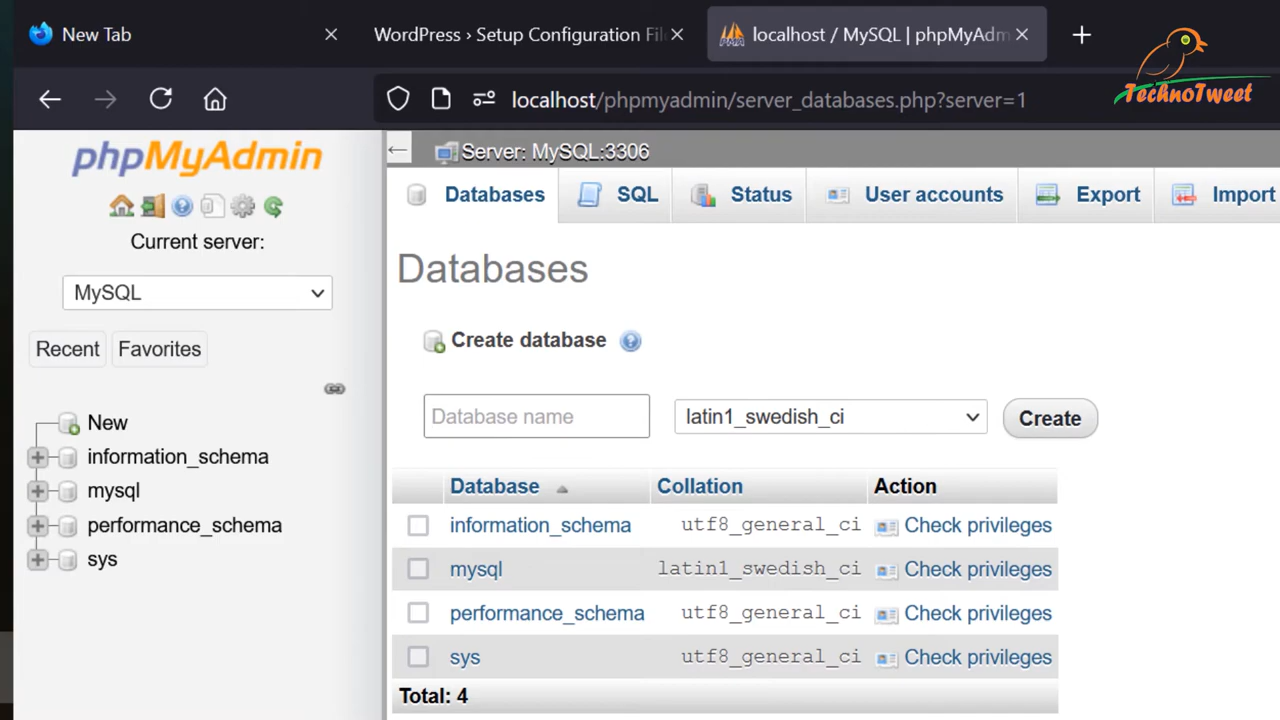 New Tab
WordPress › Setup Configuration Fi
localhost / MySQL | phpMyAdm
TechnoTweet
localhost/phpmyadmin/server_databases.php?server=1
phpMyAdmin
Current server:
MySQL
Recent
Favorites
New
information_schema
mysql
performance_schema
sys
Server: MySQL:3306
Databases
SQL
Status
User accounts
Export
Import
Databases
Create database
Database name
latin1_swedish_ci
Create
Database Collation Action
information_schema utf8_general_ci Check privileges
mysql latin1_swedish_ci Check privileges
performance_schema utf8_general_ci Check privileges
sys utf8_general_ci Check privileges
Total: 4